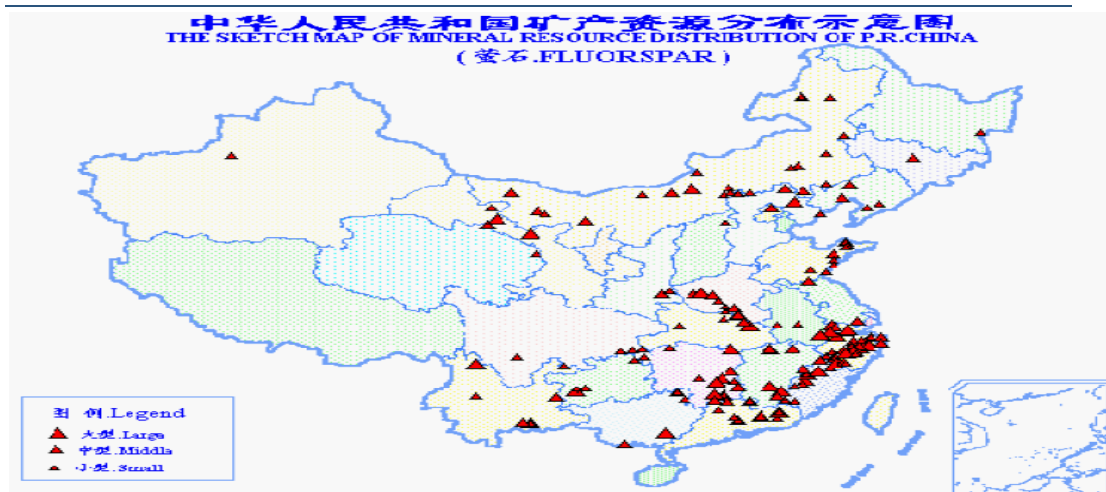 中华人民共和国矿产资源分布示意图
THE SKETCH MAP OF MINERAL RESOURCE DISTRIBUTION OF P.R.CHINA
(萤石.FLUORSPAR)
图 例.Legend
大型.Large
中型.Middla
小型.Small